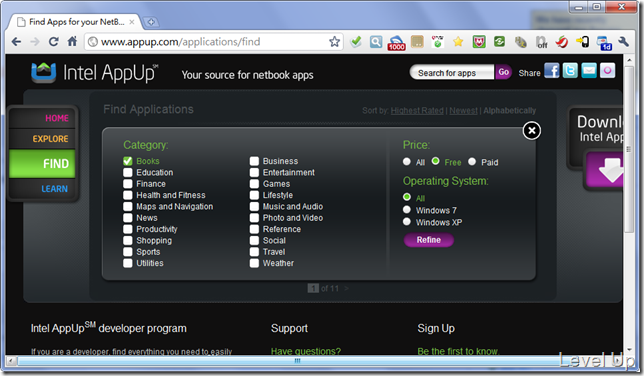 Find Apps for your NetB...
www.appup.com/applications/find
1000
off
1d
Intel AppUp SM
Your source for netbook apps
Search for apps
Go
Share
HOME
EXPLORE
FIND
LEARN
Find Applications
Sort by: Highest Rated | Newest | Alphabetically
Downl
Intel Ap
Category:
Books
Education
Finance
Health and Fitness
Maps and Navigation
News
Productivity
Shopping
Sports
Utilities
Business
Entertainment
Games
Lifestyle
Music and Audio
Photo and Video
Reference
Social
Travel
Weather
Price:
All Free Paid
Operating System:
All
Windows 7
Windows XP
Refine
1 of 11 >
Intel AppUp SM developer program
If you are a developer, find everything you need to easily
Support
Have questions?
Sign Up
Be the first to know.
Level Up